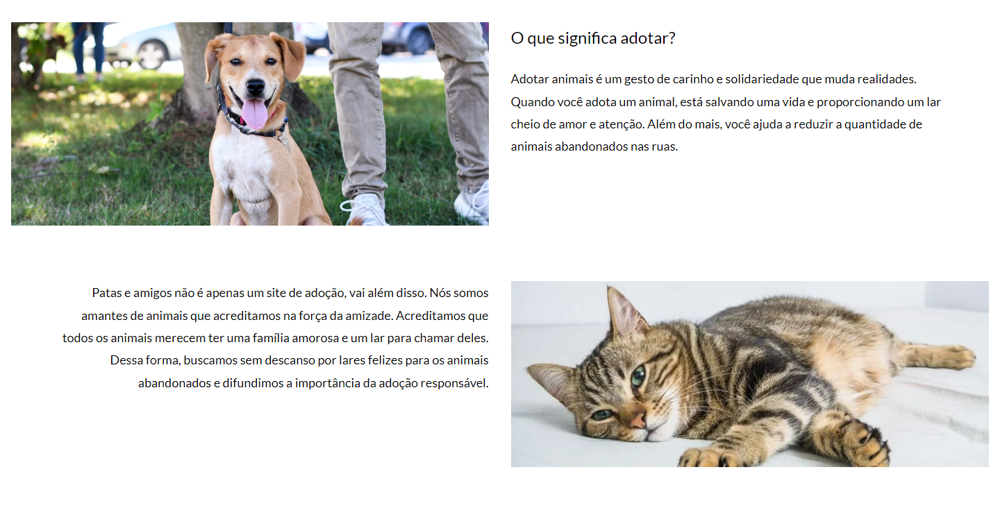 O que significa adotar?
Adotar animais é um gesto de carinho e solidariedade que muda realidades.
Quando você adota um animal, está salvando uma vida e proporcionando um lar
cheio de amor e atenção. Além do mais, você ajuda a reduzir a quantidade de
animais abandonados nas ruas.
Patas e amigos não é apenas um site de adoção, vai além disso. Nós somos
amantes de animais que acreditamos na força da amizade. Acreditamos que
todos os animais merecem ter uma família amorosa e um lar para chamar deles.
Dessa forma, buscamos sem descanso por lares felizes para os animais
abandonados e difundimos a importância da adoção responsável.